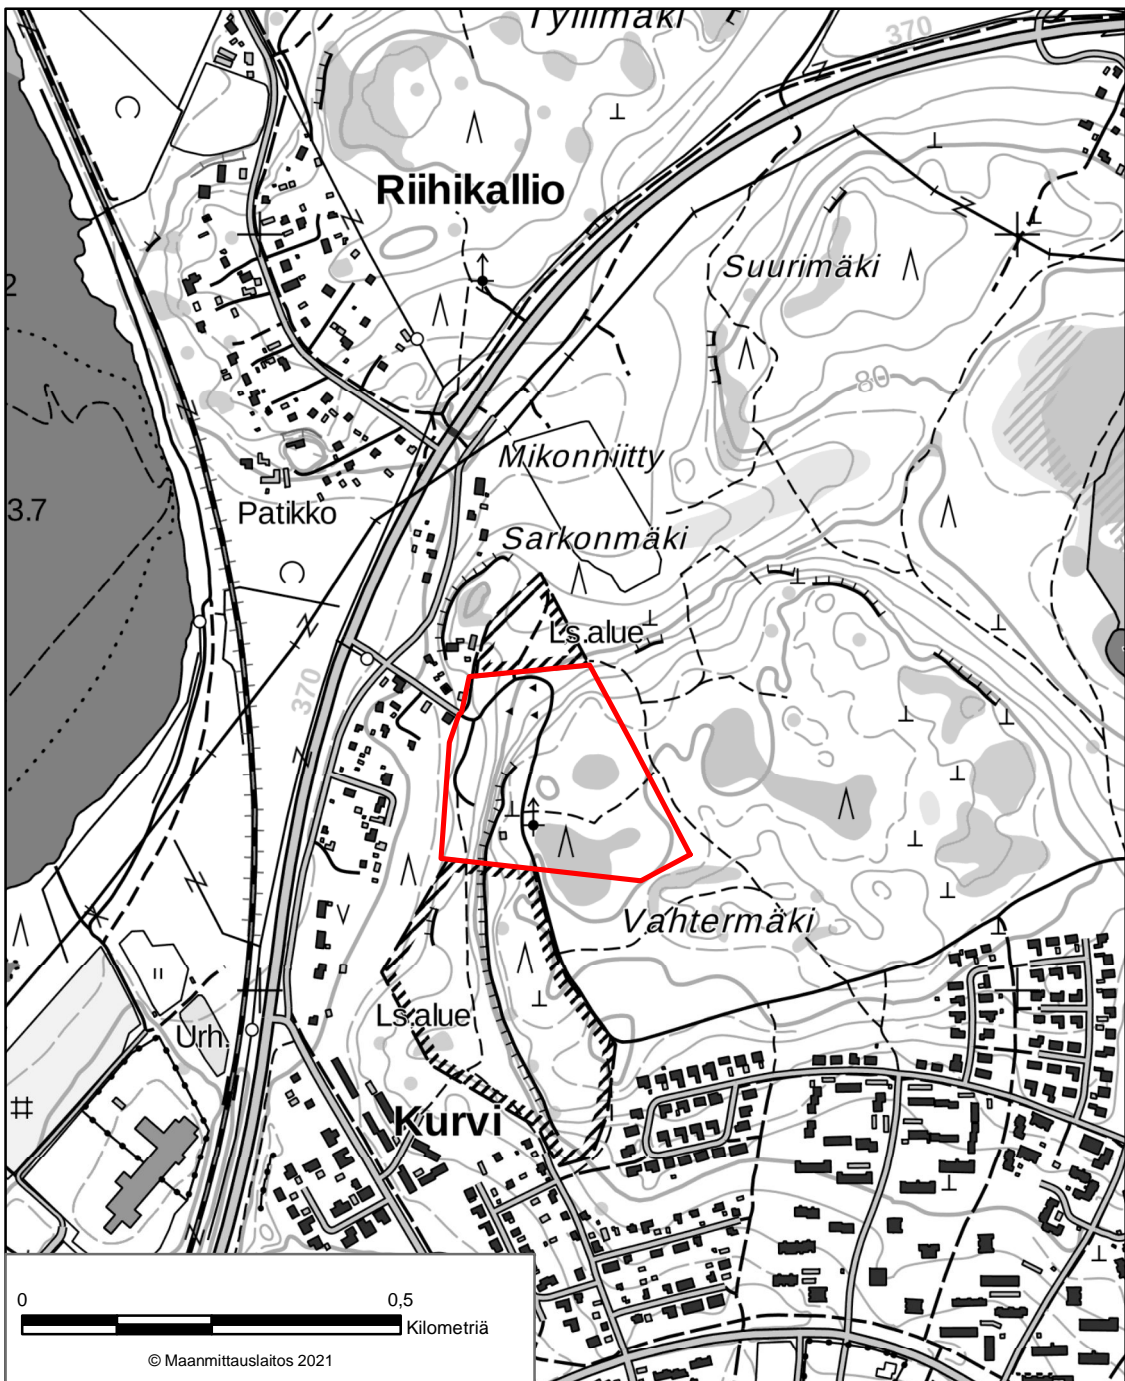 Tyllimäki
370
Riihikallio
Suurimäki
2
80
Mikonniitty
3.7
Patikko
Sarkonmäki
Ls.alue
370
Vahtermäki
Ls.alue
Urh.
Kurvi
0 0,5
Kilometriä
© Maanmittauslaitos 2021